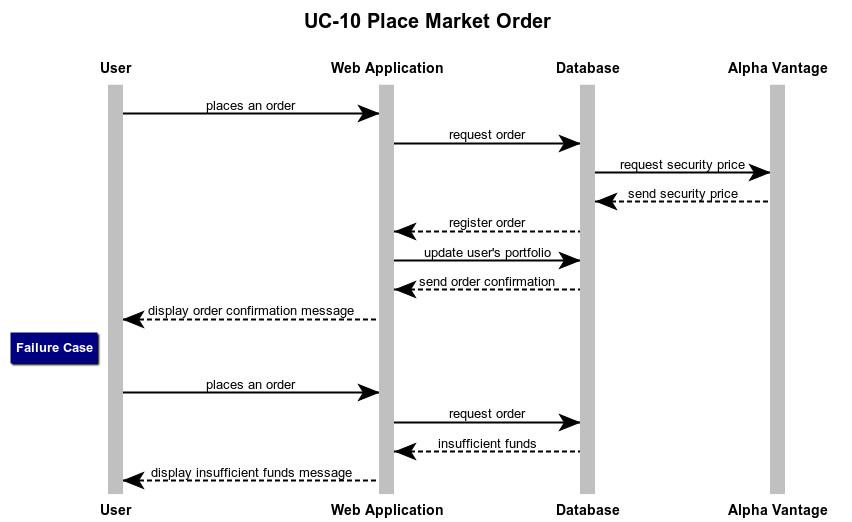 UC-10 Place Market Order
User Web Application Database Alpha Vantage
places an order
request order
request security price
send security price
register order
update user's portfolio
send order confirmation
display order confirmation message
Failure Case
places an order
request order
insufficient funds
display insufficient funds message
User Web Application Database Alpha Vantage